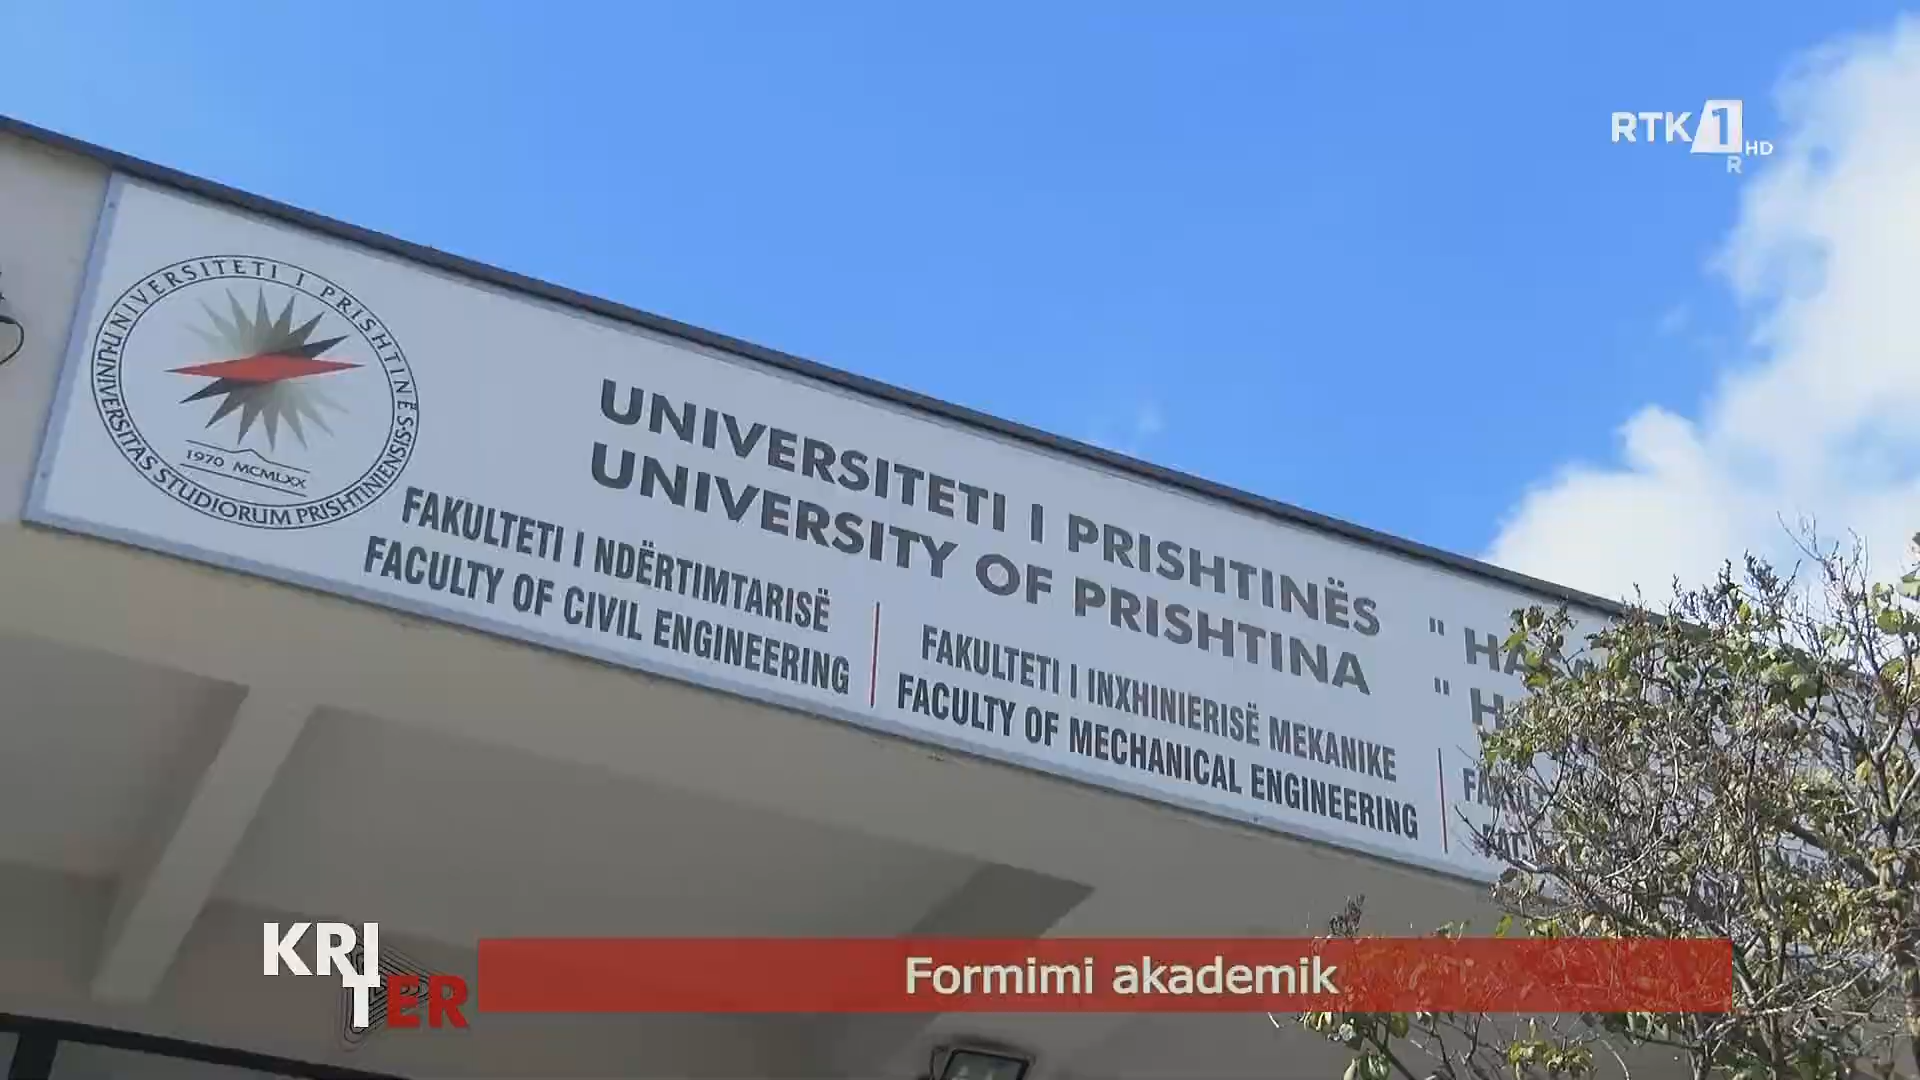 RTK 1 HD
R
UNIVERSITETI I PRISHTINËS
UNIVERSITAS STUDIORUM PRISHTINIENSIS
1970 MCMLXX
UNIVERSITETI I PRISHTINËS "
UNIVERSITY OF PRISHTINA "
FAKULTETI I NDËRTIMTARISË
FACULTY OF CIVIL ENGINEERING
FAKULTETI I INXHINIERISË MEKANIKE
FACULTY OF MECHANICAL ENGINEERING
KRITER
Formimi akademik